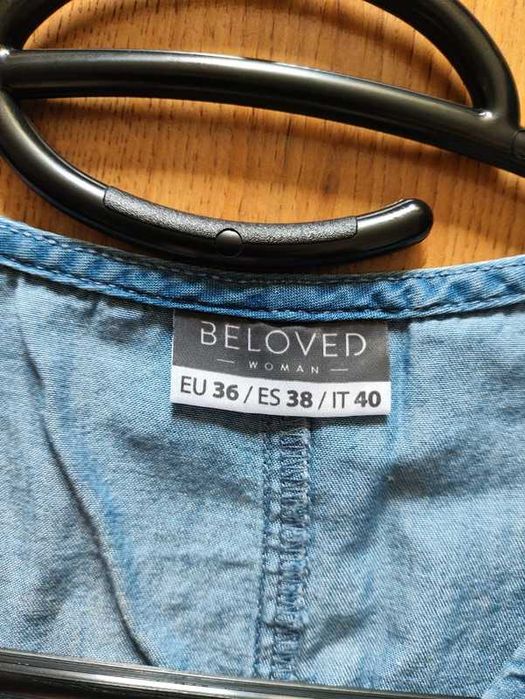 BELOVED
WOMAN
EU 36 / ES 38 / IT 40